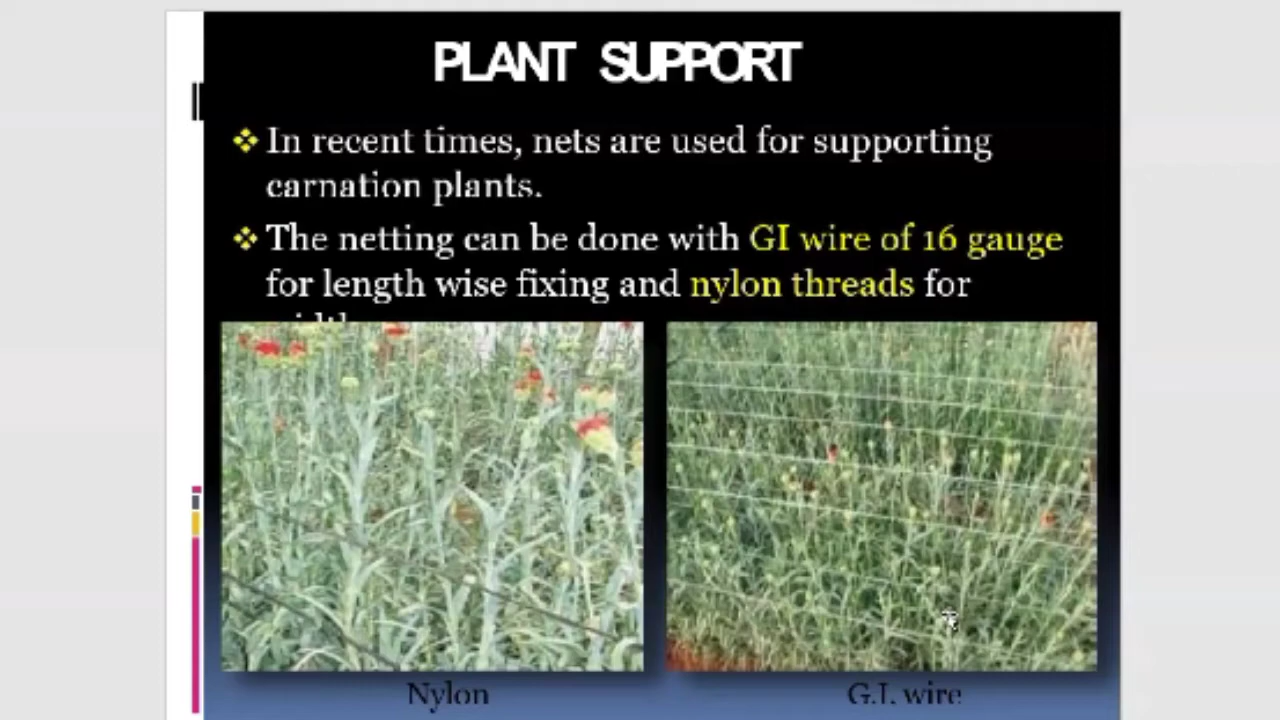 PLANT SUPPORT
In recent times, nets are used for supporting
carnation plants.
The netting can be done with GI wire of 16 gauge
for length wise fixing and nylon threads for
Nylon
G.I. wire